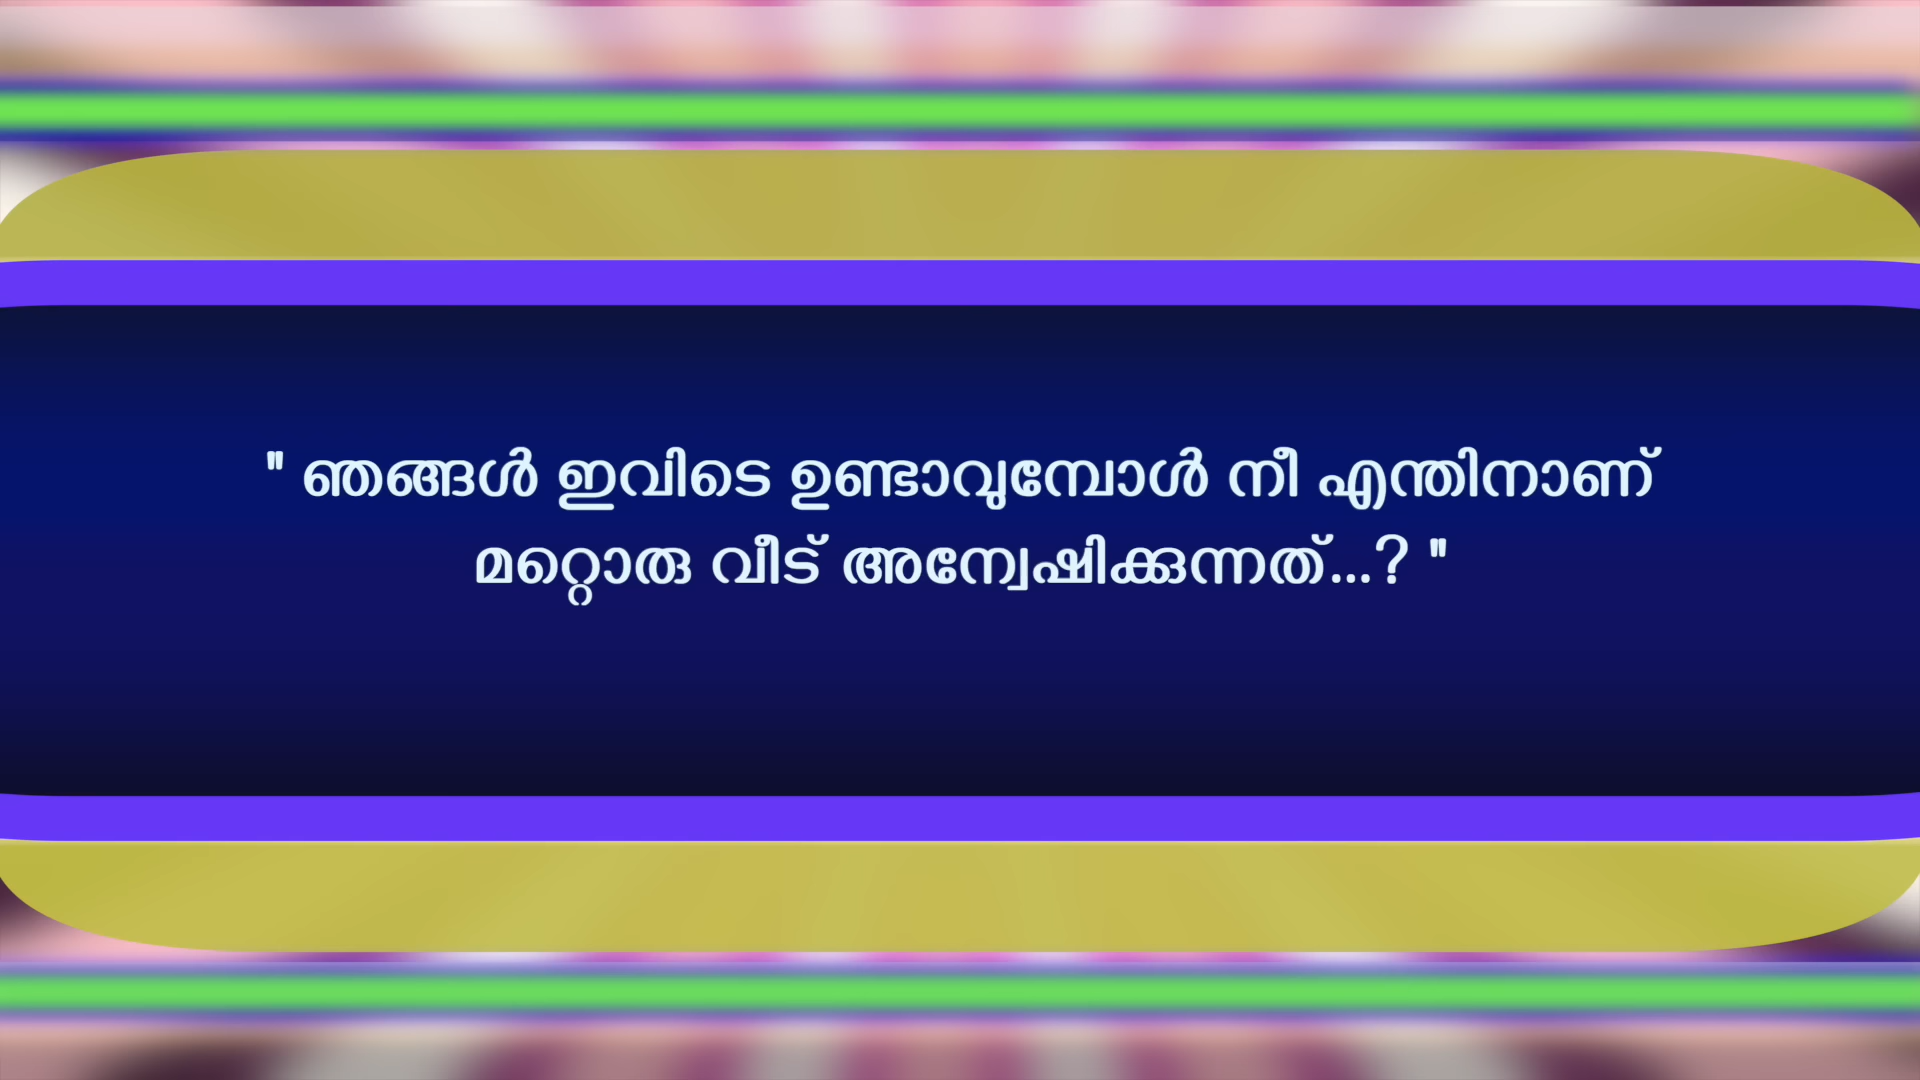 " ഞങ്ങൾ ഇവിടെ ഉണ്ടാവുമ്പോൾ നീ എന്തിനാണ്
മറ്റൊരു വീട് അന്വേഷിക്കുന്നത്...? "